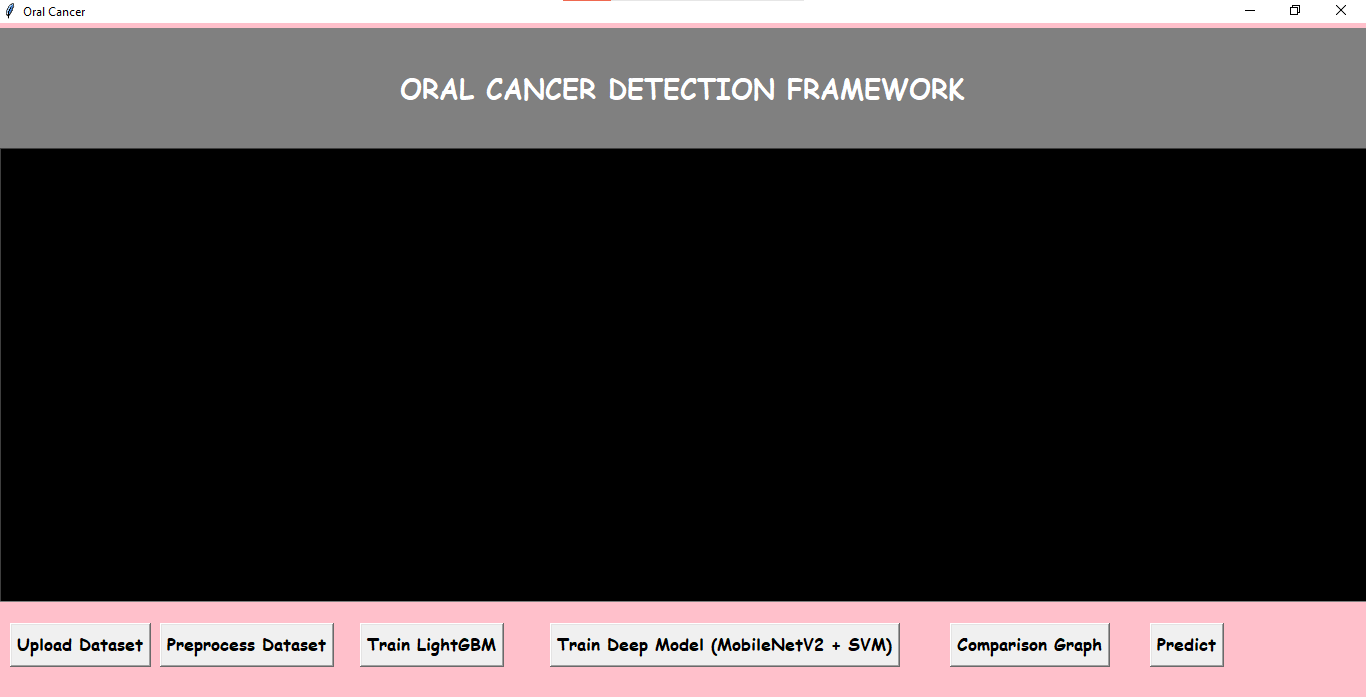 Oral Cancer
ORAL CANCER DETECTION FRAMEWORK
Upload Dataset Preprocess Dataset Train LightGBM Train Deep Model (MobileNetV2 + SVM) Comparison Graph Predict